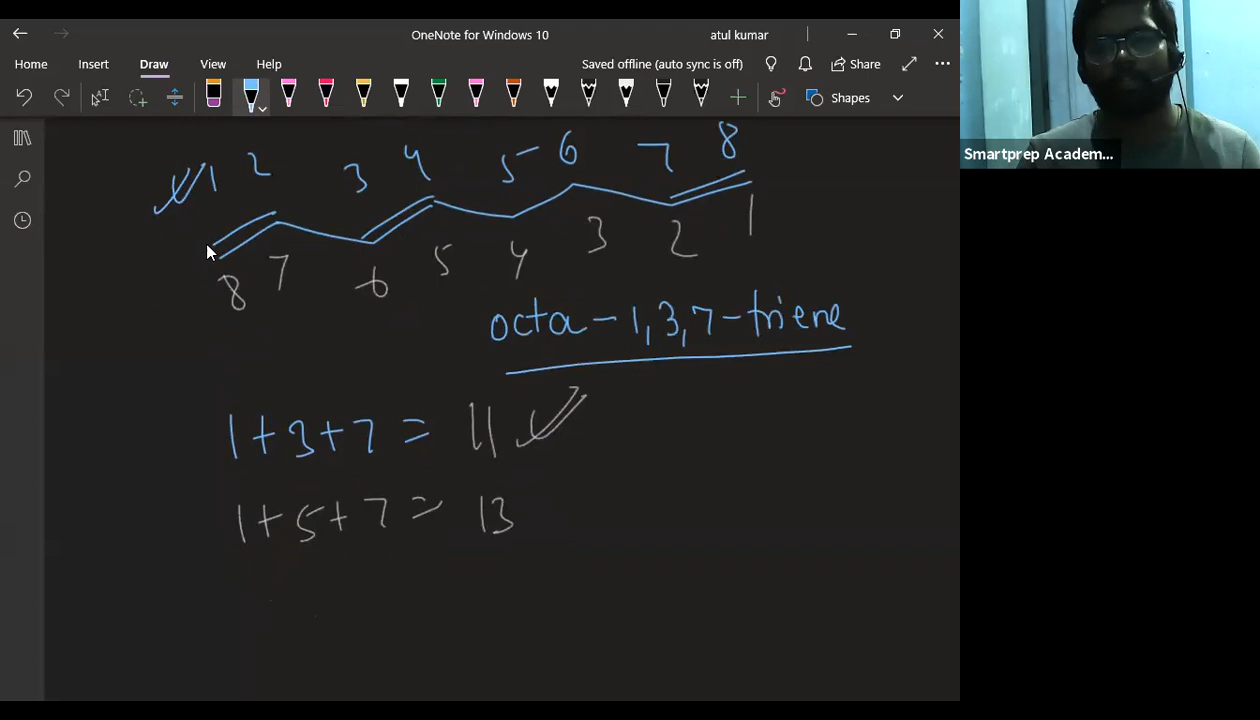 OneNote for Windows 10
atul kumar
Home Insert Draw View Help
Saved offline (auto sync is off)
Share
Shapes
Smartprep Academ...
1 2 3 4 5 6 7 8
8 7 6 5 4 3 2 1
octa-1,3,7-triene
1+3+7 = 11
1+5+7 = 13